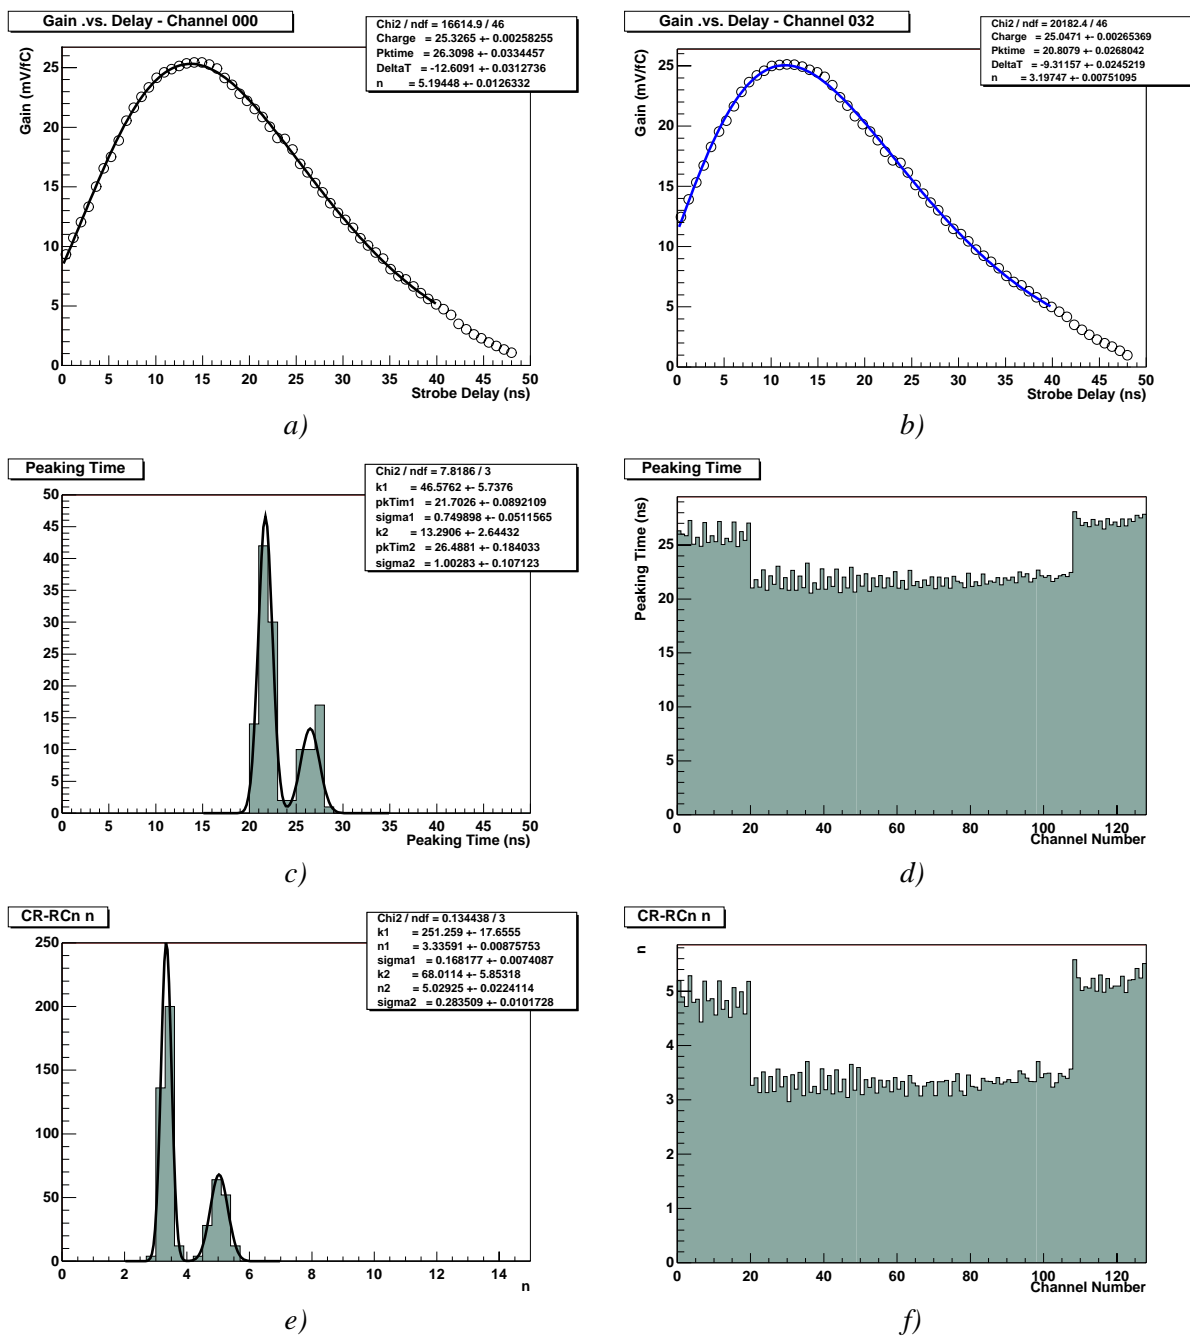 Gain .vs. Delay - Channel 000
Chi2 / ndf = 16614.9 / 46
Charge = 25.3265 +- 0.00258255
Pktime = 26.3098 +- 0.0334457
DeltaT = -12.6091 +- 0.0312736
n = 5.19448 +- 0.0126332
Gain (mV/fC)
25
20
15
10
5
0
0 5 10 15 20 25 30 35 40 45 50
Strobe Delay (ns)
a)
Gain .vs. Delay - Channel 032
Chi2 / ndf = 20182.4 / 46
Charge = 25.0471 +- 0.00265369
Pktime = 20.8079 +- 0.0268042
DeltaT = -9.31157 +- 0.0245219
n = 3.19747 +- 0.00751095
Gain (mV/fC)
25
20
15
10
5
0
0 5 10 15 20 25 30 35 40 45 50
Strobe Delay (ns)
b)
Peaking Time
Chi2 / ndf = 7.8186 / 3
k1 = 46.5762 +- 5.7376
pkTim1 = 21.7026 +- 0.0892109
sigma1 = 0.749898 +- 0.0511565
k2 = 13.2906 +- 2.64432
pkTim2 = 26.4881 +- 0.184033
sigma2 = 1.00283 +- 0.107123
50
45
40
35
30
25
20
15
10
5
0
0 5 10 15 20 25 30 35 40 45 50
Peaking Time (ns)
c)
Peaking Time
Peaking Time (ns)
25
20
15
10
5
0
0 20 40 60 80 100 120
Channel Number
d)
CR-RCn n
Chi2 / ndf = 0.134438 / 3
k1 = 251.259 +- 17.6555
n1 = 3.33591 +- 0.00875753
sigma1 = 0.168177 +- 0.0074087
k2 = 68.0114 +- 5.85318
n2 = 5.02925 +- 0.0224114
sigma2 = 0.283509 +- 0.0101728
250
200
150
100
50
0
0 2 4 6 8 10 12 14
n
e)
CR-RCn n
n
5
4
3
2
1
0
0 20 40 60 80 100 120
Channel Number
f)